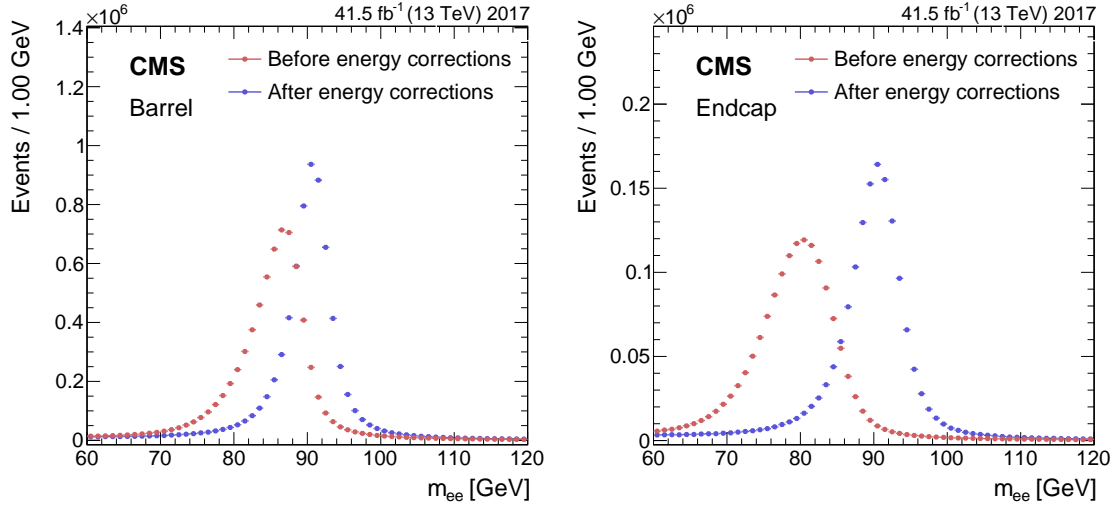 ×10⁶ 41.5 fb⁻¹ (13 TeV) 2017
CMS
Barrel
Before energy corrections
After energy corrections
Events / 1.00 GeV
1.4
1.2
1
0.8
0.6
0.4
0.2
0
60 70 80 90 100 110 120
m_ee [GeV]
×10⁶ 41.5 fb⁻¹ (13 TeV) 2017
CMS
Endcap
Before energy corrections
After energy corrections
Events / 1.00 GeV
0.2
0.15
0.1
0.05
0
60 70 80 90 100 110 120
m_ee [GeV]